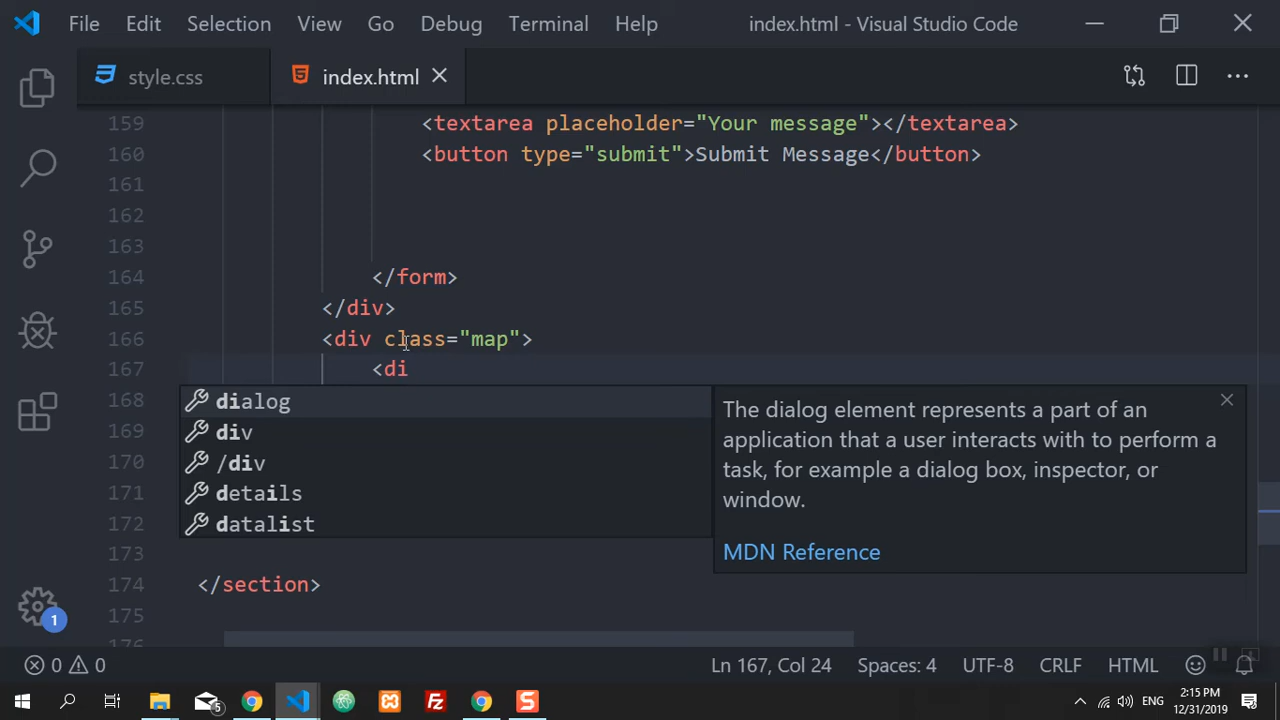 File Edit Selection View Go Debug Terminal Help index.html - Visual Studio Code
style.css index.html
159 <textarea placeholder="Your message"></textarea>
160 <button type="submit">Submit Message</button>
161
162
163
164 </form>
165 </div>
166 <div class="map">
167 <di
168 dialog
169 div
170 /div
171 details
172 datalist
The dialog element represents a part of an
application that a user interacts with to perform a
task, for example a dialog box, inspector, or
window.
MDN Reference
173
174 </section>
175
176
1
0 0 Ln 167, Col 24 Spaces: 4 UTF-8 CRLF HTML
5 ENG 2:15 PM
12/31/2019